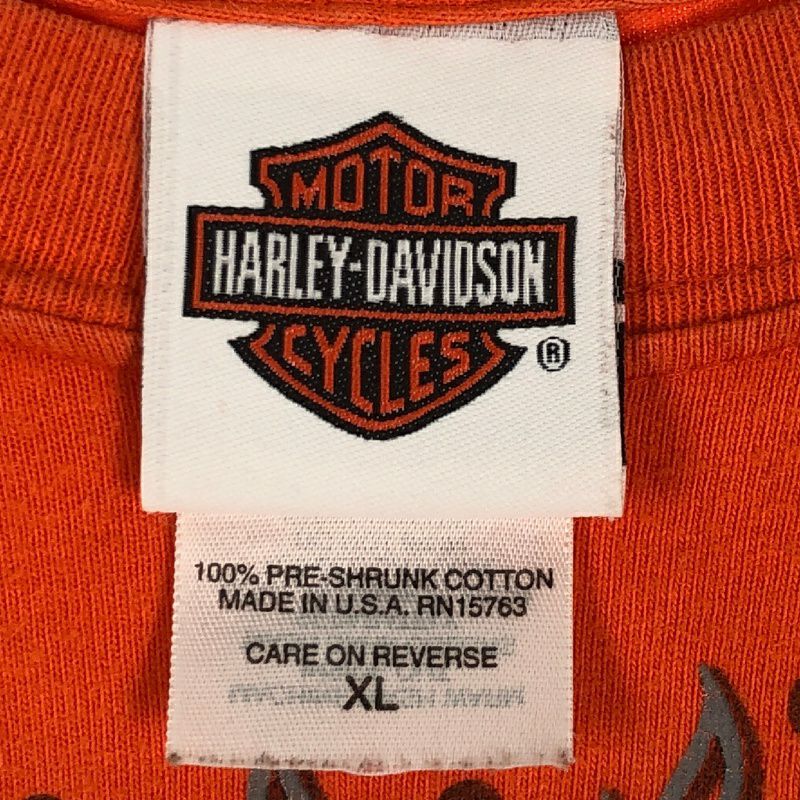 MOTOR
HARLEY-DAVIDSON
CYCLES
®
100% PRE-SHRUNK COTTON
MADE IN U.S.A. RN15763
CARE ON REVERSE
XL